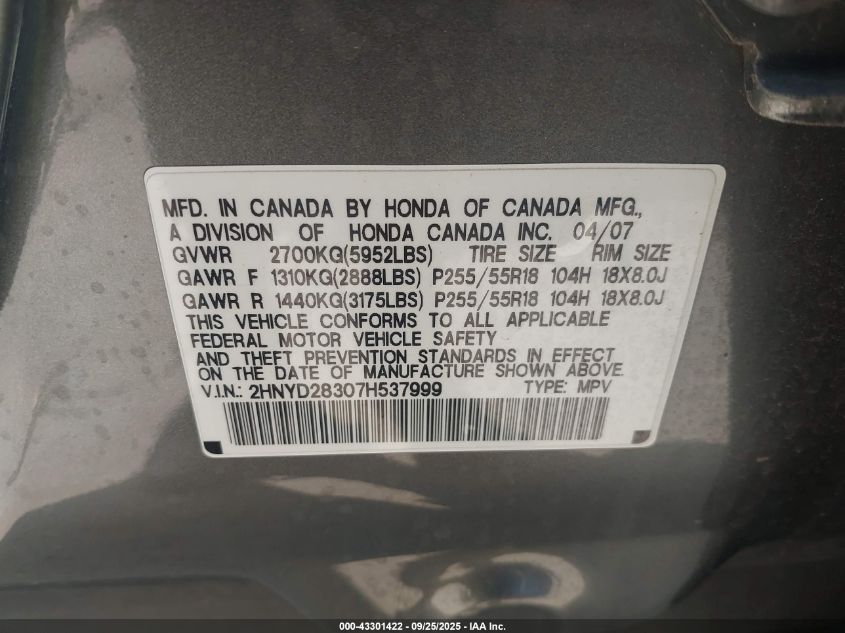 MFD. IN CANADA BY HONDA OF CANADA MFG.,
A DIVISION OF HONDA CANADA INC. 04/07
GVWR 2700KG(5952LBS) TIRE SIZE RIM SIZE
GAWR F 1310KG(2888LBS) P255/55R18 104H 18X8.0J
GAWR R 1440KG(3175LBS) P255/55R18 104H 18X8.0J
THIS VEHICLE CONFORMS TO ALL APPLICABLE
FEDERAL MOTOR VEHICLE SAFETY
AND THEFT PREVENTION STANDARDS IN EFFECT
ON THE DATE OF MANUFACTURE SHOWN ABOVE.
V.I.N.: 2HNYD28307H537999 TYPE: MPV
000-43301422 - 09/25/2025 - IAA Inc.